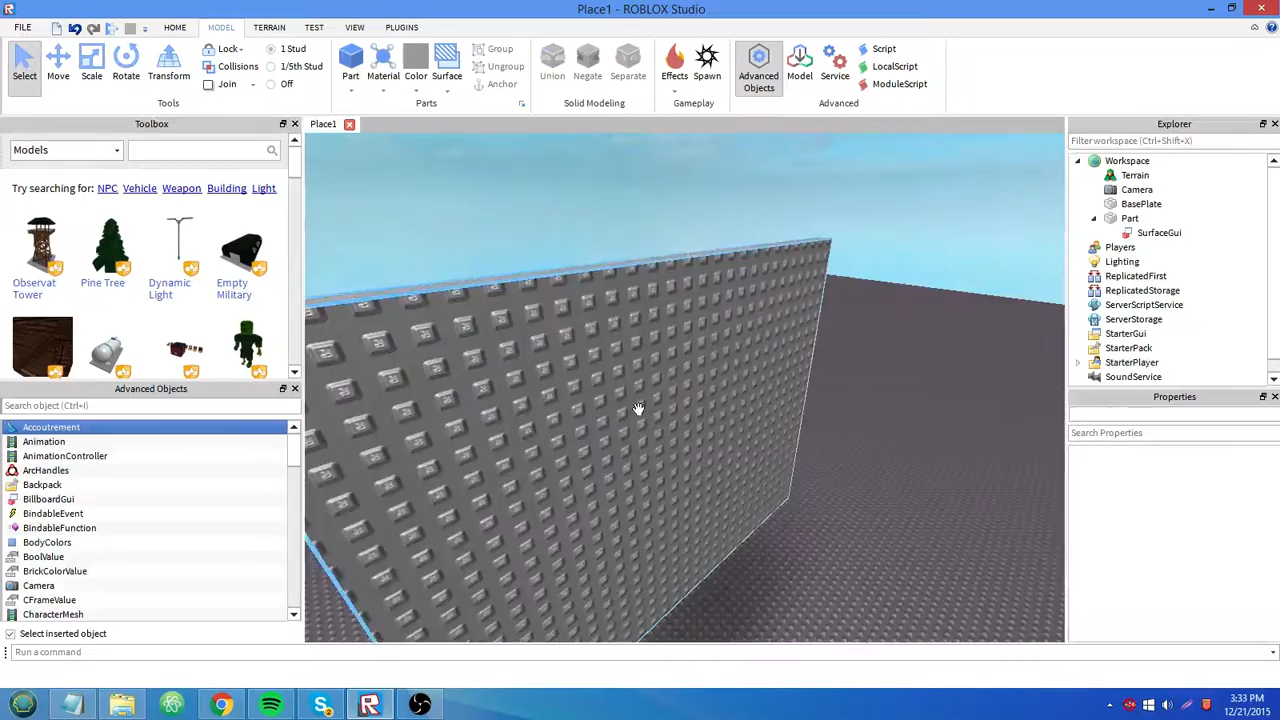 Place1 - ROBLOX Studio
FILE
HOME
MODEL
TERRAIN
TEST
VIEW
PLUGINS
Select
Move
Scale
Rotate
Transform
Lock
Collisions
Join
1 Stud
1/5th Stud
Off
Tools
Part
Material
Color
Surface
Group
Ungroup
Anchor
Parts
Union
Negate
Separate
Solid Modeling
Effects
Spawn
Gameplay
Advanced Objects
Model
Service
Script
LocalScript
ModuleScript
Advanced
Toolbox
Models
Try searching for: NPC Vehicle Weapon Building Light
Observat Tower
Pine Tree
Dynamic Light
Empty Military
Advanced Objects
Search object (Ctrl+I)
Accoutrement
Animation
AnimationController
ArcHandles
Backpack
BillboardGui
BindableEvent
BindableFunction
BodyColors
BoolValue
BrickColorValue
Camera
CFrameValue
CharacterMesh
Select inserted object
Run a command
Place1
Explorer
Filter workspace (Ctrl+Shift+X)
Workspace
Terrain
Camera
BasePlate
Part
SurfaceGui
Players
Lighting
ReplicatedFirst
ReplicatedStorage
ServerScriptService
ServerStorage
StarterGui
StarterPack
StarterPlayer
SoundService
Properties
Search Properties
3:33 PM
12/21/2015